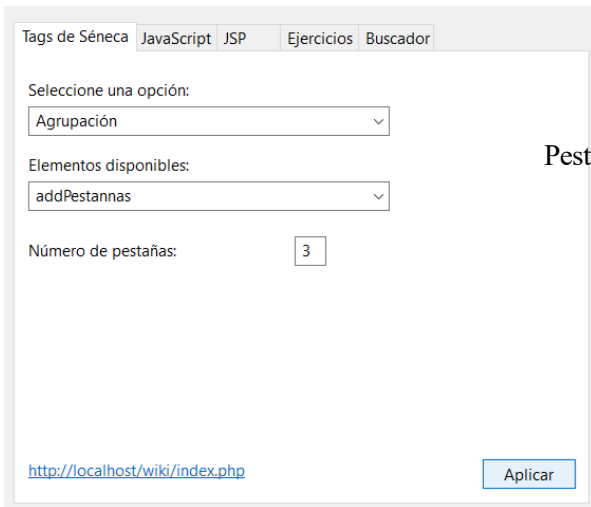 Tags de Séneca JavaScript JSP Ejercicios Buscador
Seleccione una opción:
Agrupación
Pest
Elementos disponibles:
addPestannas
Número de pestañas: 3
http://localhost/wiki/index.php
Aplicar